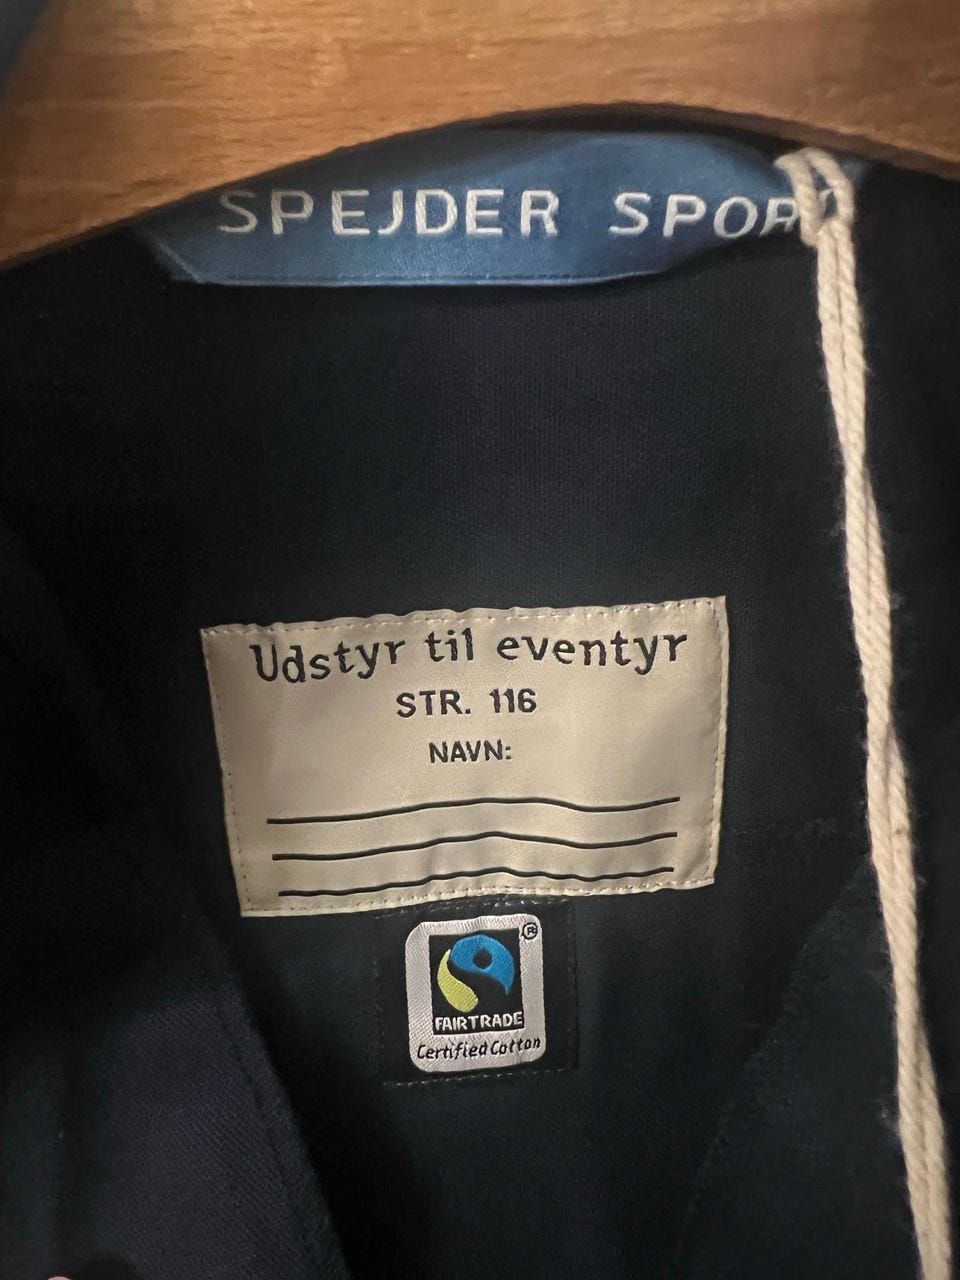 SPEJDER SPORT
Udstyr til eventyr
STR. 116
NAVN:
®
FAIRTRADE
Certified Cotton